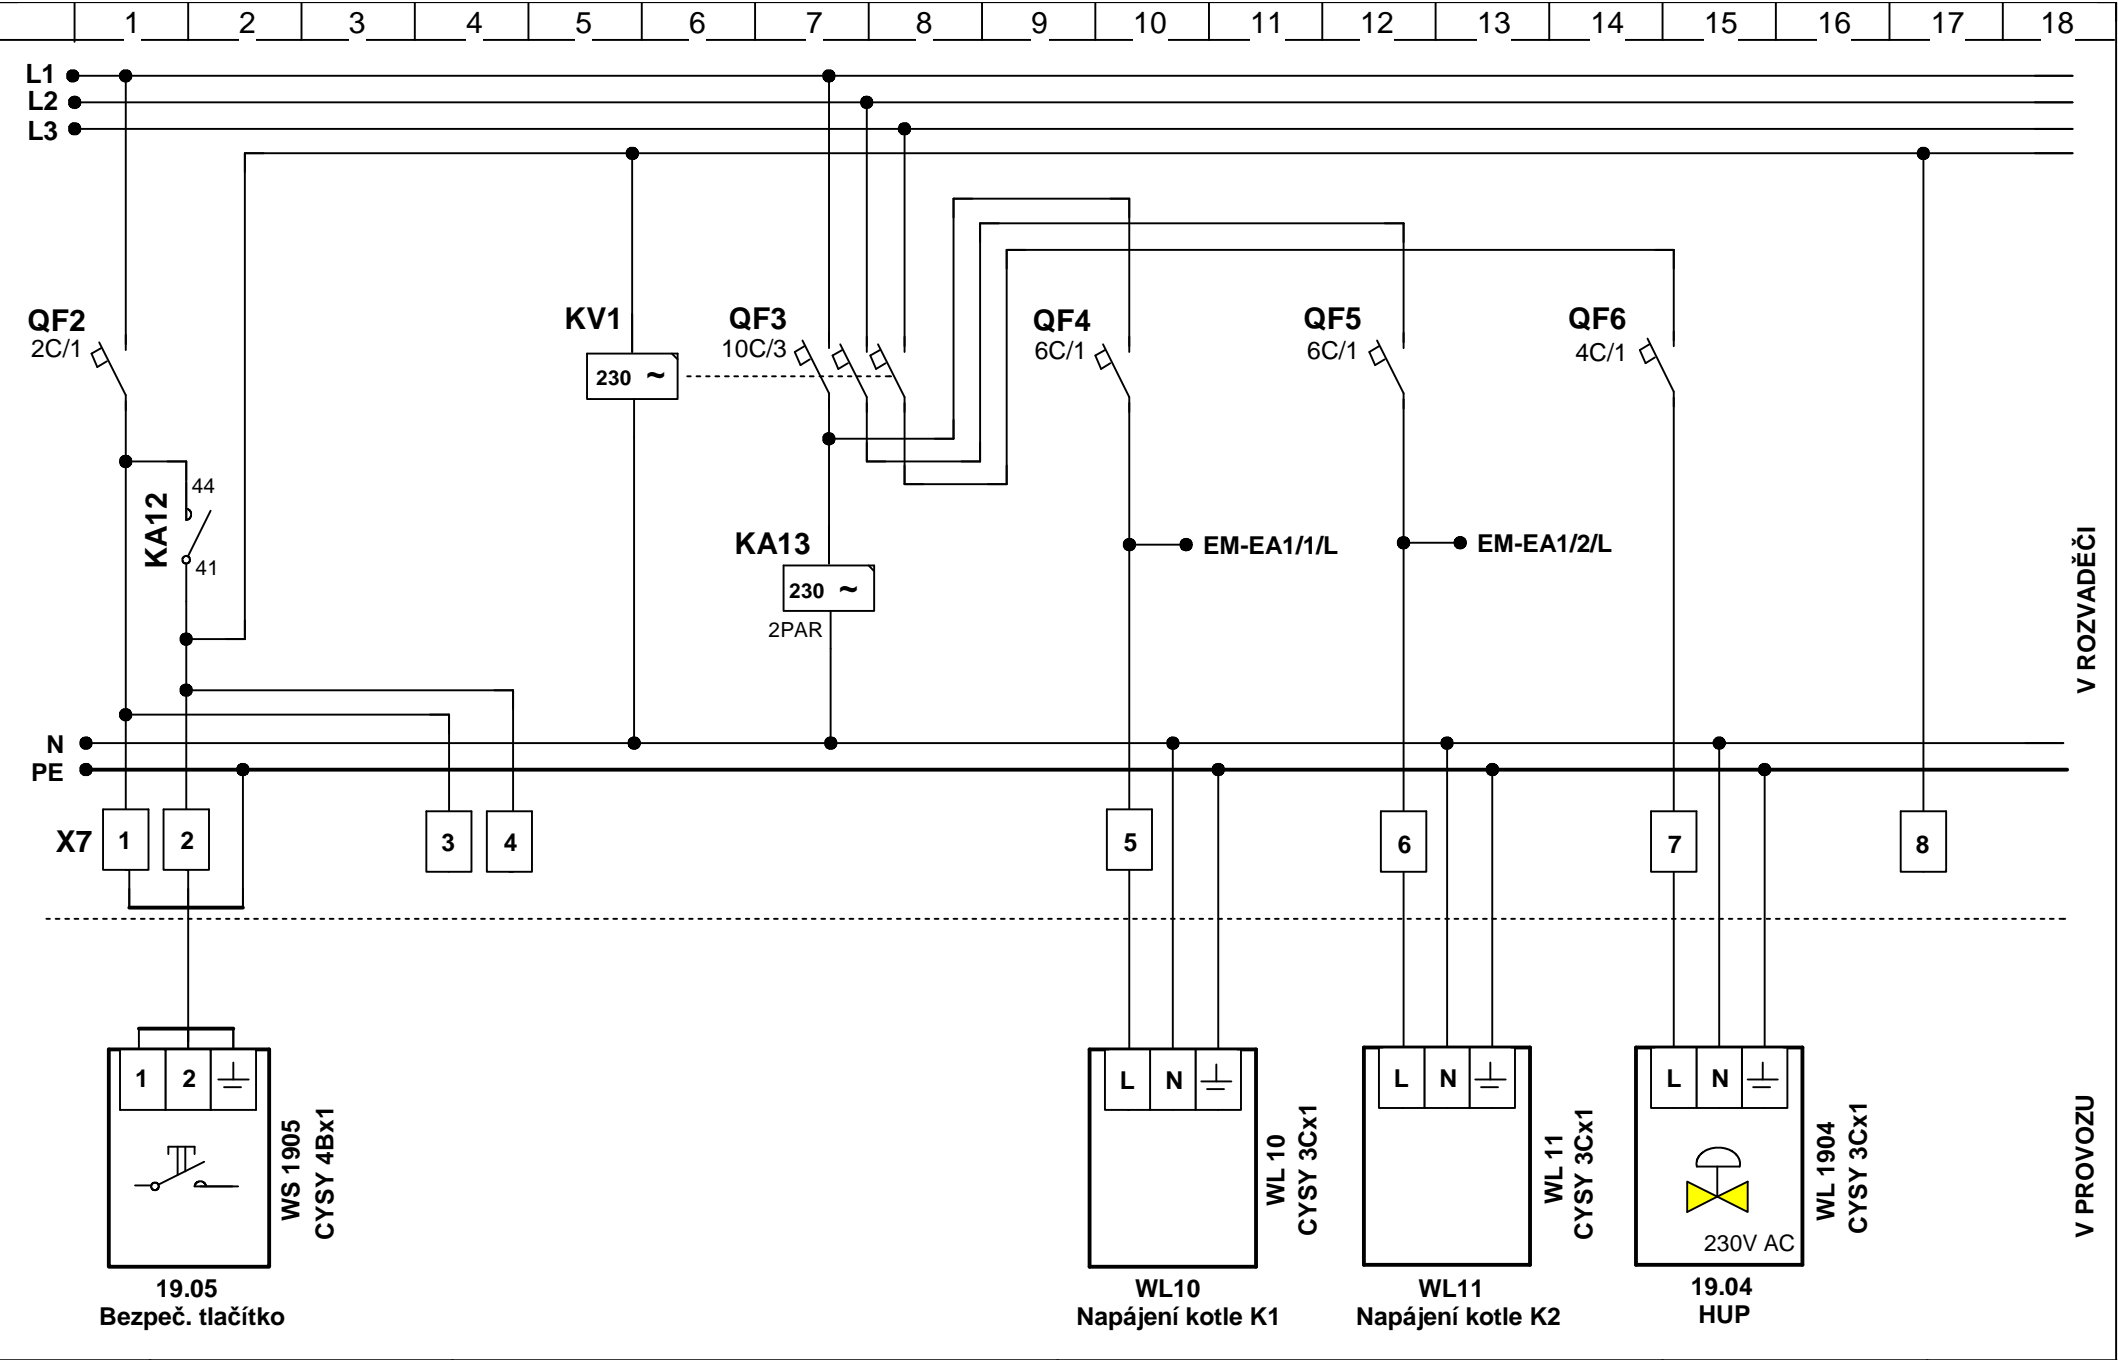 1 2 3 4 5 6 7 8 9 10 11 12 13 14 15 16 17 18
L1
L2
L3
QF2
2C/1
KV1
230 ~
QF3
10C/3
QF4
6C/1
QF5
6C/1
QF6
4C/1
KA12
44
41
KA13
230 ~
2PAR
EM-EA1/1/L
EM-EA1/2/L
V ROZVADĚČI
N
PE
X7 1 2 3 4 5 6 7 8
1 2
WS 1905
CYSY 4Bx1
19.05
Bezpeč. tlačítko
L N
WL 10
CYSY 3Cx1
WL10
Napájení kotle K1
L N
WL 11
CYSY 3Cx1
WL11
Napájení kotle K2
L N
230V AC
WL 1904
CYSY 3Cx1
19.04
HUP
V PROVOZU